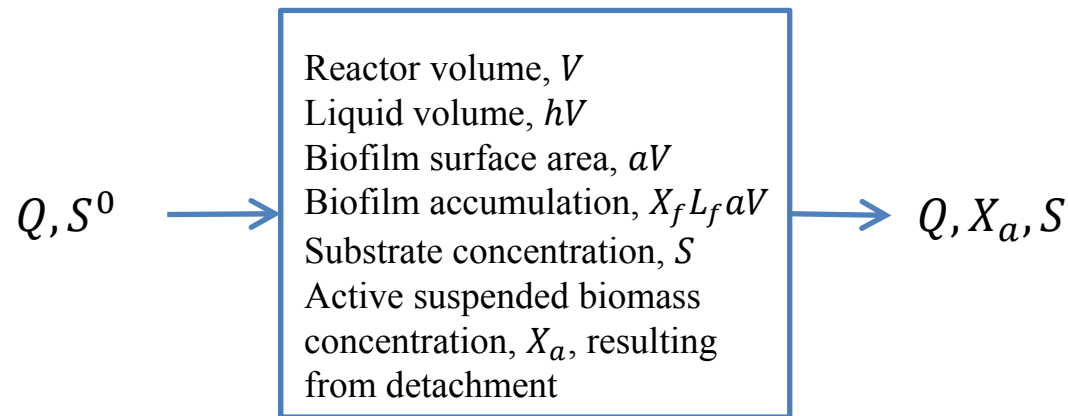 Reactor volume, V
Liquid volume, hV
Biofilm surface area, aV
Q, S⁰
Biofilm accumulation, X_f L_f aV
Q, X_a, S
Substrate concentration, S
Active suspended biomass
concentration, X_a, resulting
from detachment